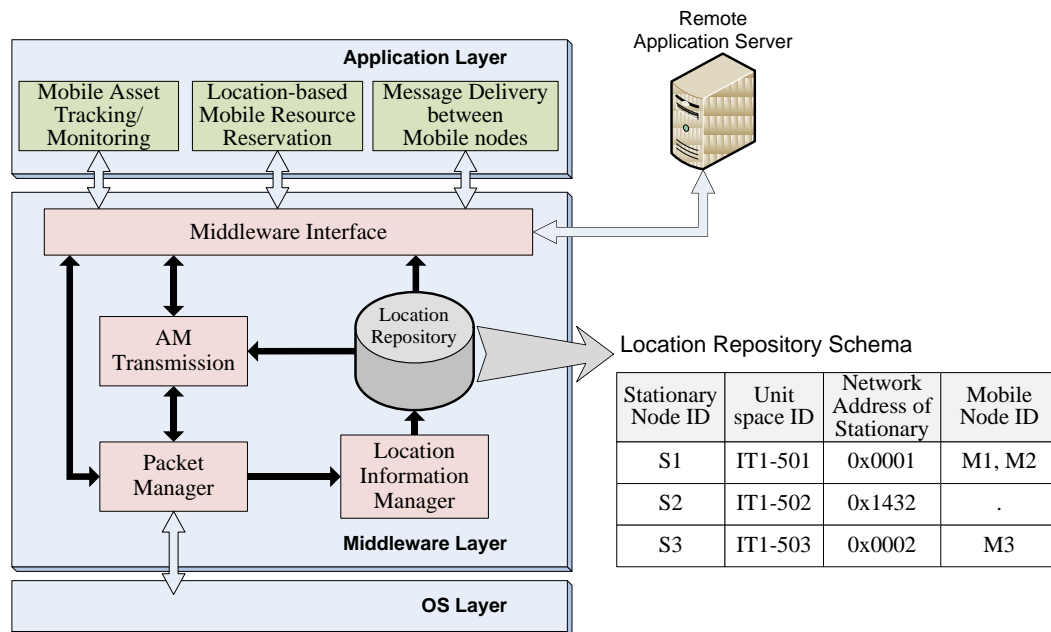 Remote
Application Server
Application Layer
Mobile Asset
Tracking/
Monitoring
Location-based
Mobile Resource
Reservation
Message Delivery
between
Mobile nodes
Middleware Interface
AM
Transmission
Location
Repository
Packet
Manager
Location
Information
Manager
Middleware Layer
OS Layer
Location Repository Schema
Stationary
Node ID
Unit
space ID
Network
Address of
Stationary
Mobile
Node ID
S1 IT1-501 0x0001 M1, M2
S2 IT1-502 0x1432 .
S3 IT1-503 0x0002 M3